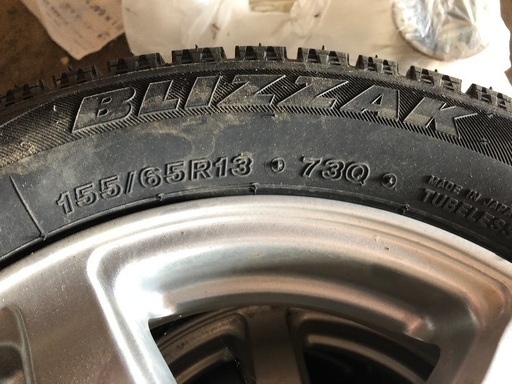 BLIZZAK
155/65R13 73Q
MADE IN JAPAN
TUBELESS